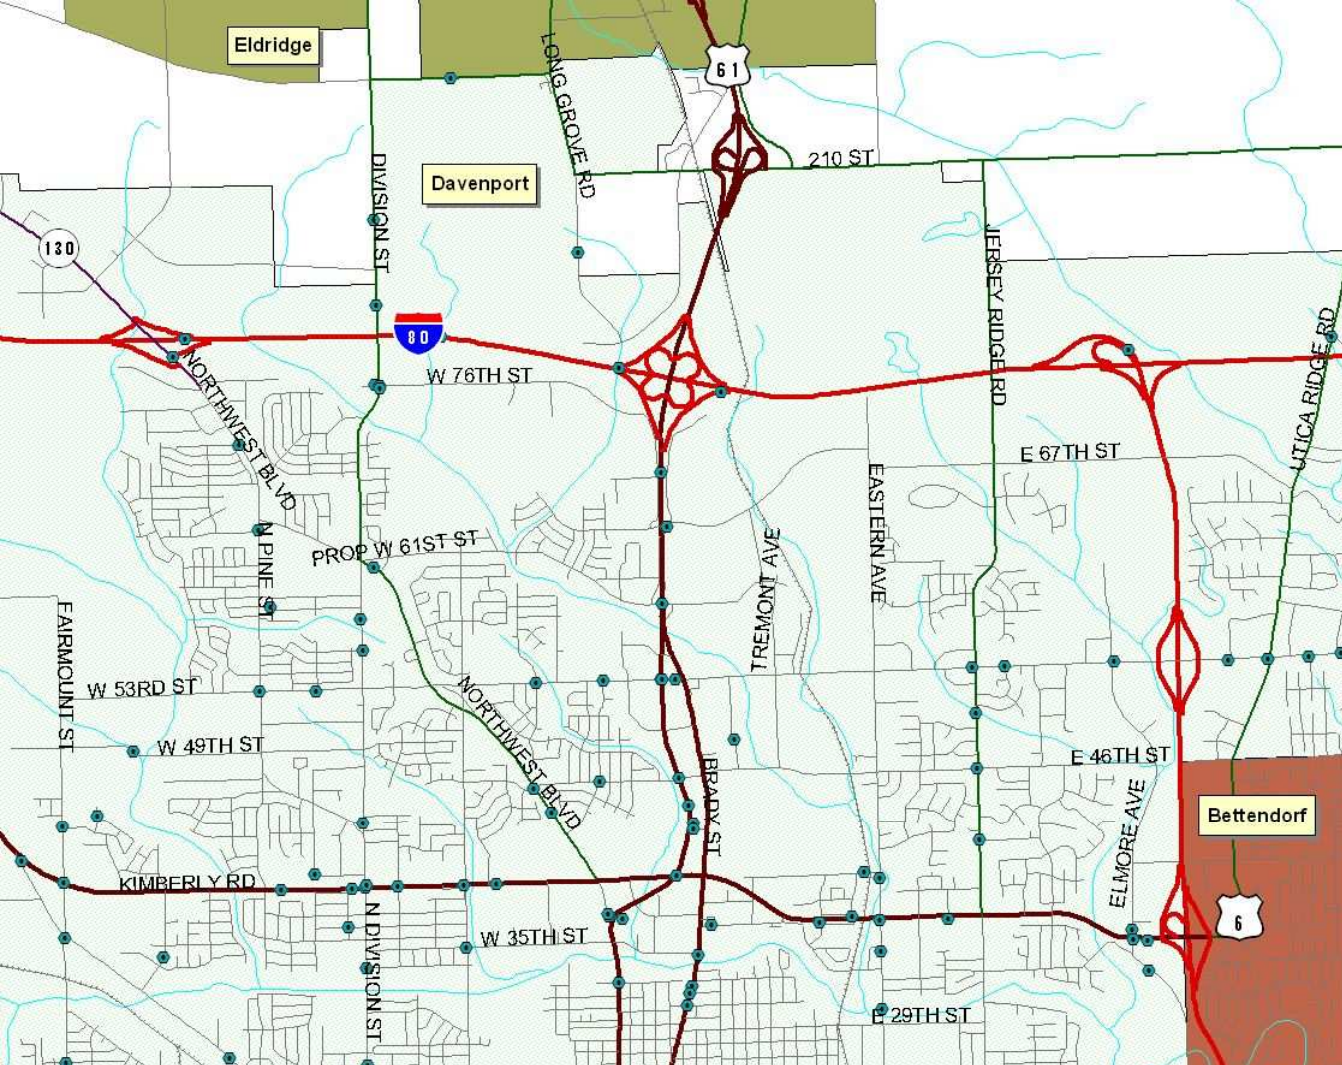 Eldridge
LONG GROVE RD
61
210 ST
DIVISION ST
Davenport
130
JERSEY RIDGE RD
80
UTICA RIDGE RD
NORTHWEST BLVD
W 76TH ST
E 67TH ST
EASTERN AVE
N PINE ST
PROP W 61ST ST
TREMONT AVE
FAIRMOUNT ST
W 53RD ST
NORTHWEST BLVD
W 49TH ST
E 46TH ST
BRADY ST
ELMORE AVE
Bettendorf
KIMBERLY RD
6
N DIVISION ST
W 35TH ST
E 29TH ST